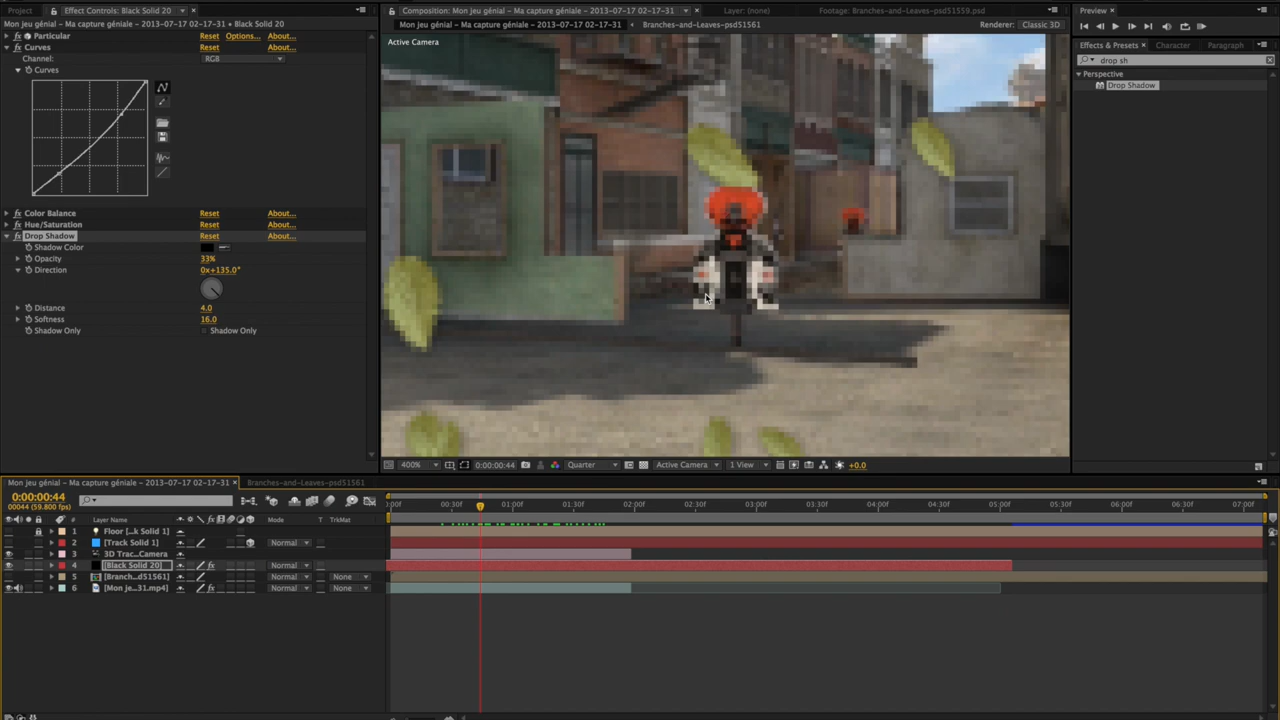 Project
Effect Controls: Black Solid 20
Mon jeu génial - Ma capture géniale - 2013-07-17 02-17-31 • Black Solid 20
fx Particular Reset Options... About...
fx Curves Reset About...
Channel: RGB
Curves
fx Color Balance Reset About...
fx Hue/Saturation Reset About...
fx Drop Shadow Reset About...
Shadow Color
Opacity 33%
Direction 0x+135.0°
Distance 4.0
Softness 16.0
Shadow Only Shadow Only
Composition: Mon jeu génial - Ma capture géniale - 2013-07-17 02-17-31
Layer: (none)
Footage: Branches-and-Leaves-psd51559.psd
Mon jeu génial - Ma capture géniale - 2013-07-17 02-17-31
Branches-and-Leaves-psd51561
Renderer: Classic 3D
Active Camera
400% 0:00:00:44 Quarter Active Camera 1 View +0.0
Preview
Effects & Presets Character Paragraph
drop sh
Perspective
Drop Shadow
Mon jeu génial - Ma capture géniale - 2013-07-17 02-17-31
Branches-and-Leaves-psd51561
0:00:00:44
00044 (59.800 fps)
# Layer Name Mode T TrkMat
:00f 00:30f 01:00f 01:30f 02:00f 02:30f 03:00f 03:30f 04:00f 04:30f 05:00f 05:30f 06:00f 06:30f 07:00f
1 Floor [...k Solid 1]
2 [Track Solid 1] Normal
3 3D Trac...Camera
4 [Black Solid 20] Normal
5 [Branch...d51561] Normal None
6 [Mon je...31.mp4] Normal None